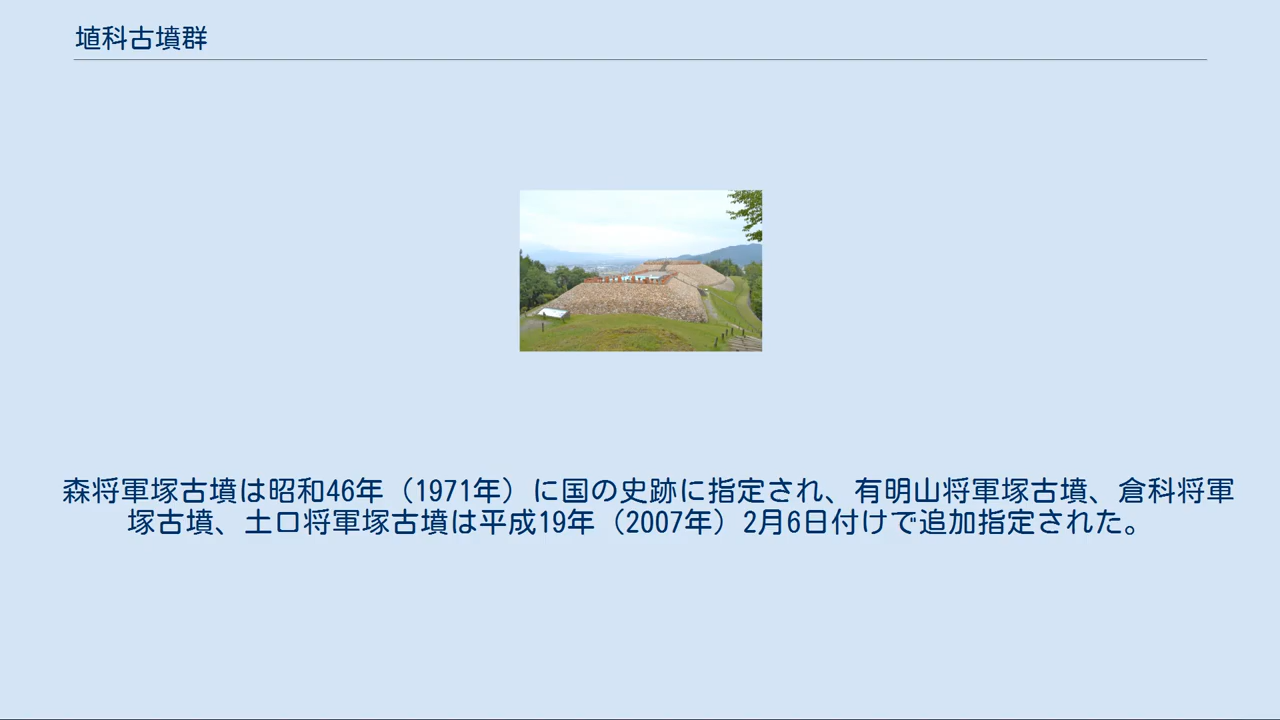 埴科古墳群
森将軍塚古墳は昭和46年（1971年）に国の史跡に指定され、有明山将軍塚古墳、倉科将軍
塚古墳、土口将軍塚古墳は平成19年（2007年）2月6日付けで追加指定された。